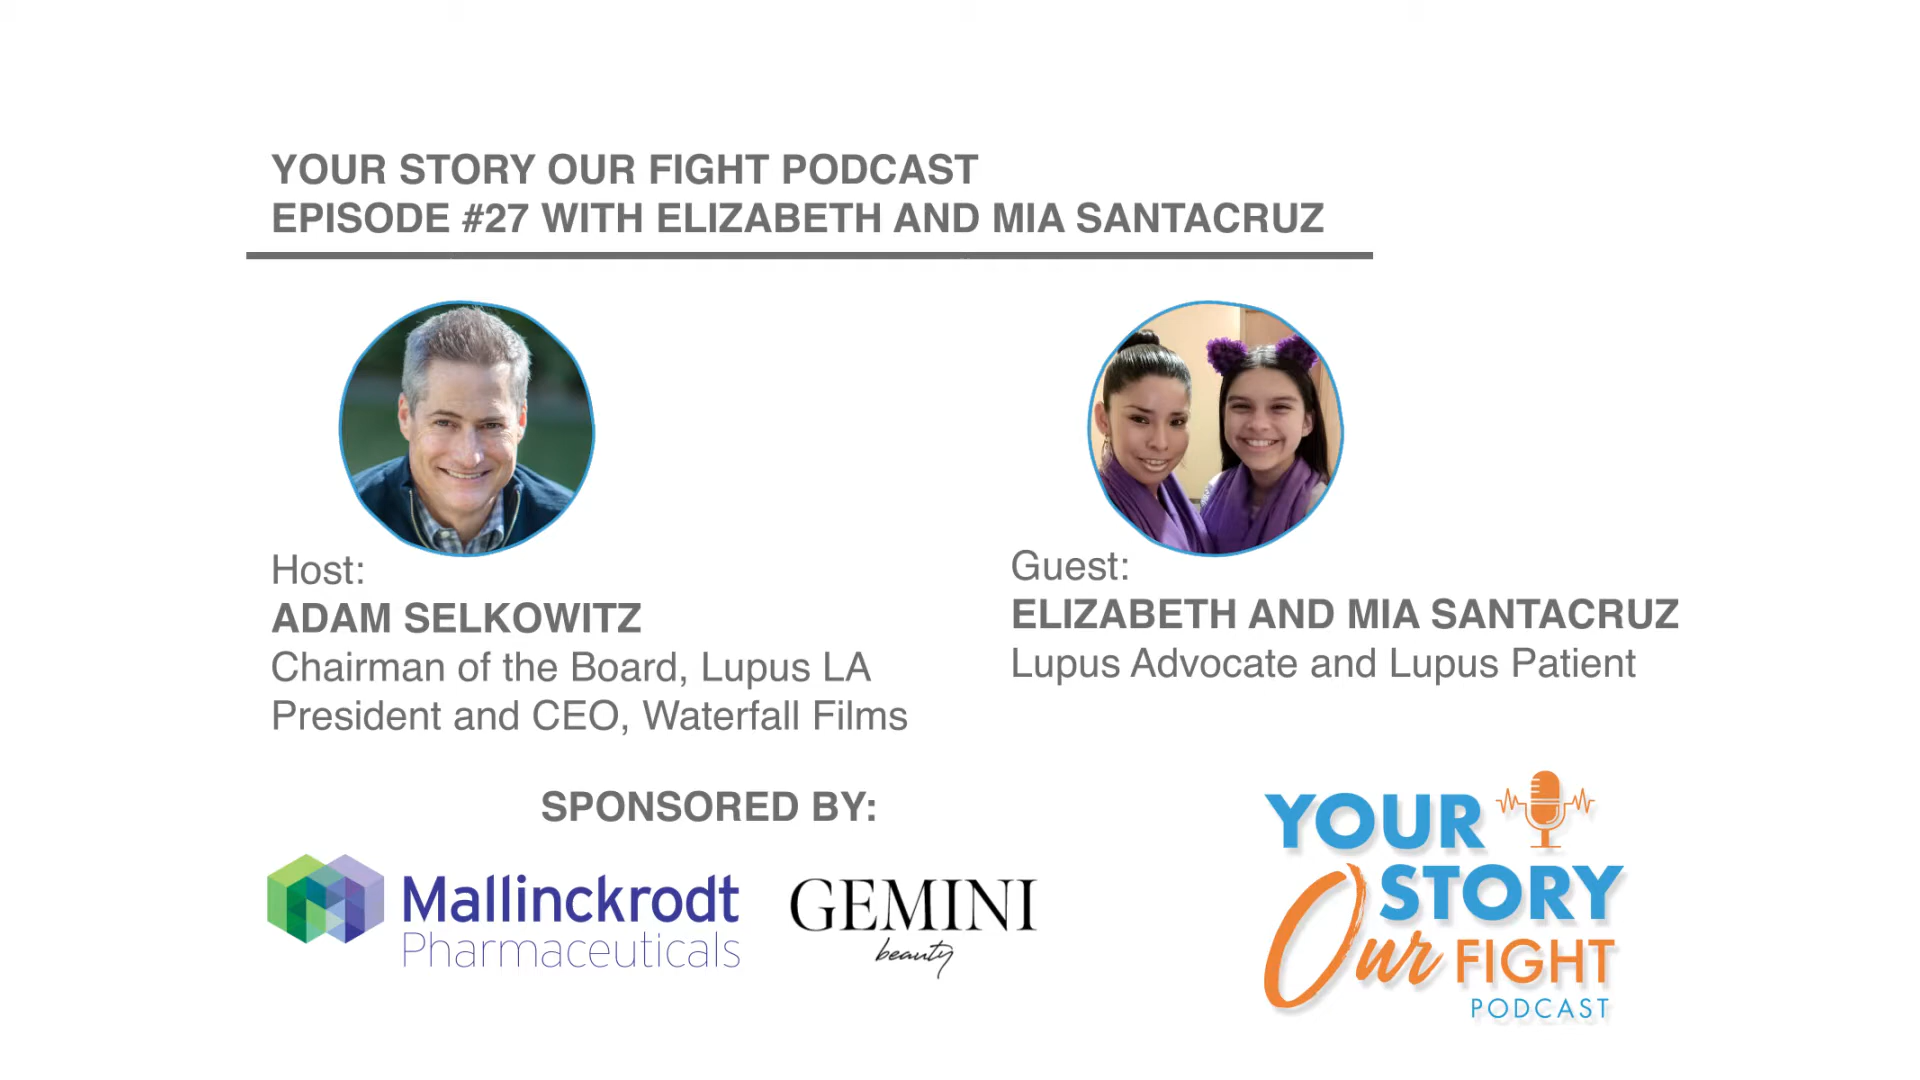 YOUR STORY OUR FIGHT PODCAST
EPISODE #27 WITH ELIZABETH AND MIA SANTACRUZ
Host:
ADAM SELKOWITZ
Chairman of the Board, Lupus LA
President and CEO, Waterfall Films
Guest:
ELIZABETH AND MIA SANTACRUZ
Lupus Advocate and Lupus Patient
SPONSORED BY:
Mallinckrodt
Pharmaceuticals
GEMINI
beauty
YOUR
STORY
Our FIGHT
PODCAST